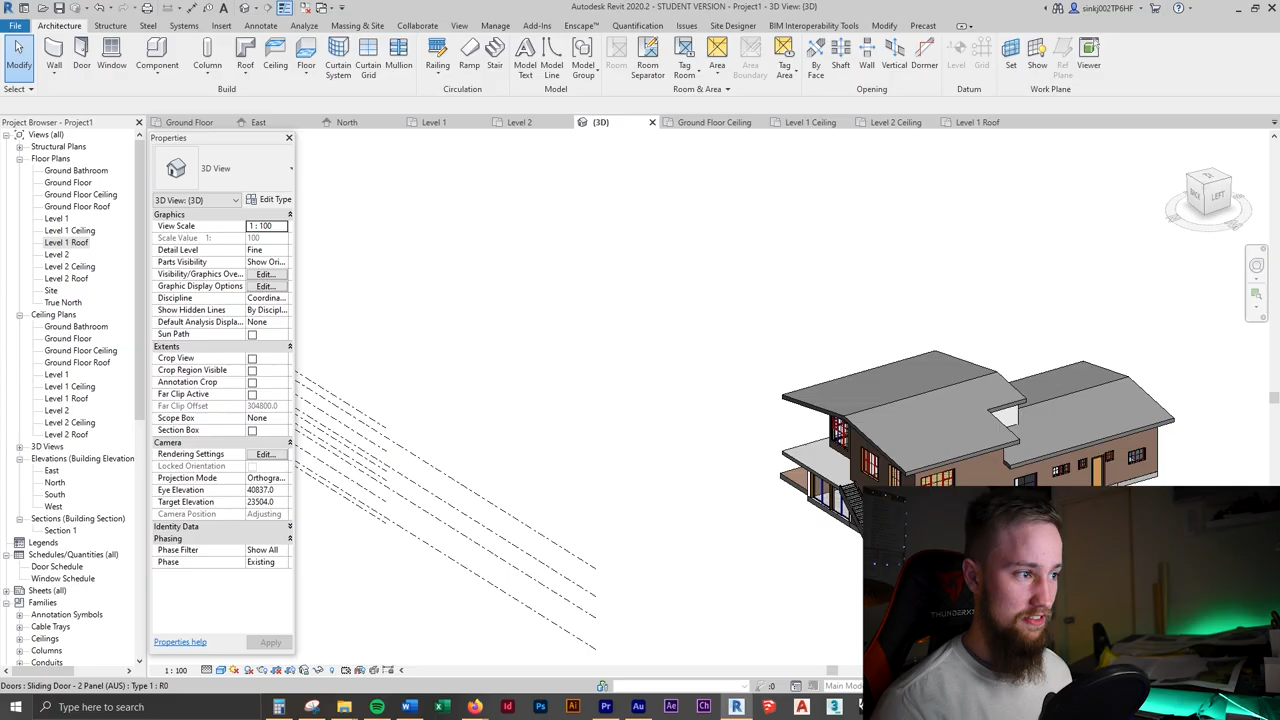 Autodesk Revit 2020.2 - STUDENT VERSION - Project1 - 3D View: {3D}
sinkj002TP6HF
File Architecture Structure Steel Systems Insert Annotate Analyze Massing & Site Collaborate View Manage Add-Ins Enscape™ Quantification Issues Site Designer BIM Interoperability Tools Modify Precast
Modify Wall Door Window Component Column Roof Ceiling Floor Curtain System Curtain Grid Mullion Railing Ramp Stair Model Text Model Line Model Group Room Room Separator Tag Room Area Area Boundary Tag Area By Face Shaft Wall Vertical Dormer Level Grid Set Show Ref Plane Viewer
Select Build Circulation Model Room & Area Opening Datum Work Plane
Project Browser - Project1
Ground Floor East North Level 1 Level 2 {3D} Ground Floor Ceiling Level 1 Ceiling Level 2 Ceiling Level 1 Roof
Views (all)
Structural Plans
Floor Plans
Ground Bathroom
Ground Floor
Ground Floor Ceiling
Ground Floor Roof
Level 1
Level 1 Ceiling
Level 1 Roof
Level 2
Level 2 Ceiling
Level 2 Roof
Site
True North
Ceiling Plans
Ground Bathroom
Ground Floor
Ground Floor Ceiling
Ground Floor Roof
Level 1
Level 1 Ceiling
Level 1 Roof
Level 2
Level 2 Ceiling
Level 2 Roof
3D Views
Elevations (Building Elevation
East
North
South
West
Sections (Building Section)
Section 1
Legends
Schedules/Quantities (all)
Door Schedule
Window Schedule
Sheets (all)
Families
Annotation Symbols
Cable Trays
Ceilings
Columns
Conduits
Properties
3D View
3D View: {3D} Edit Type
Graphics
View Scale 1 : 100
Scale Value 1: 100
Detail Level Fine
Parts Visibility Show Ori...
Visibility/Graphics Ove... Edit...
Graphic Display Options Edit...
Discipline Coordina...
Show Hidden Lines By Discipl...
Default Analysis Displa... None
Sun Path
Extents
Crop View
Crop Region Visible
Annotation Crop
Far Clip Active
Far Clip Offset 304800.0
Scope Box None
Section Box
Camera
Rendering Settings Edit...
Locked Orientation
Projection Mode Orthogra...
Eye Elevation 40837.0
Target Elevation 23504.0
Camera Position Adjusting
Identity Data
Phasing
Phase Filter Show All
Phase Existing
Properties help Apply
BACK LEFT
THUNDERX
1 : 100
Doors : Sliding Door - 2 Panel (AUS) : Type 1 : R0
:0
Main Mod
Type here to search